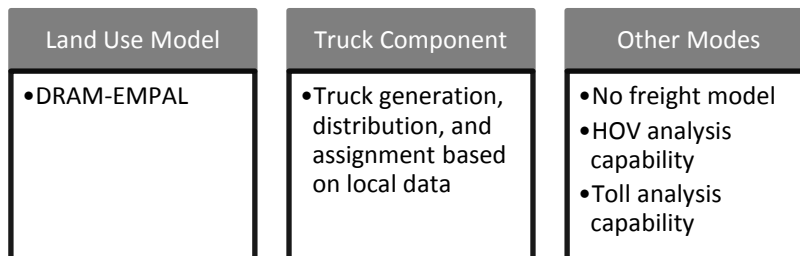 Land Use Model
•DRAM-EMPAL
Truck Component
•Truck generation,
distribution, and
assignment based
on local data
Other Modes
•No freight model
•HOV analysis
capability
•Toll analysis
capability